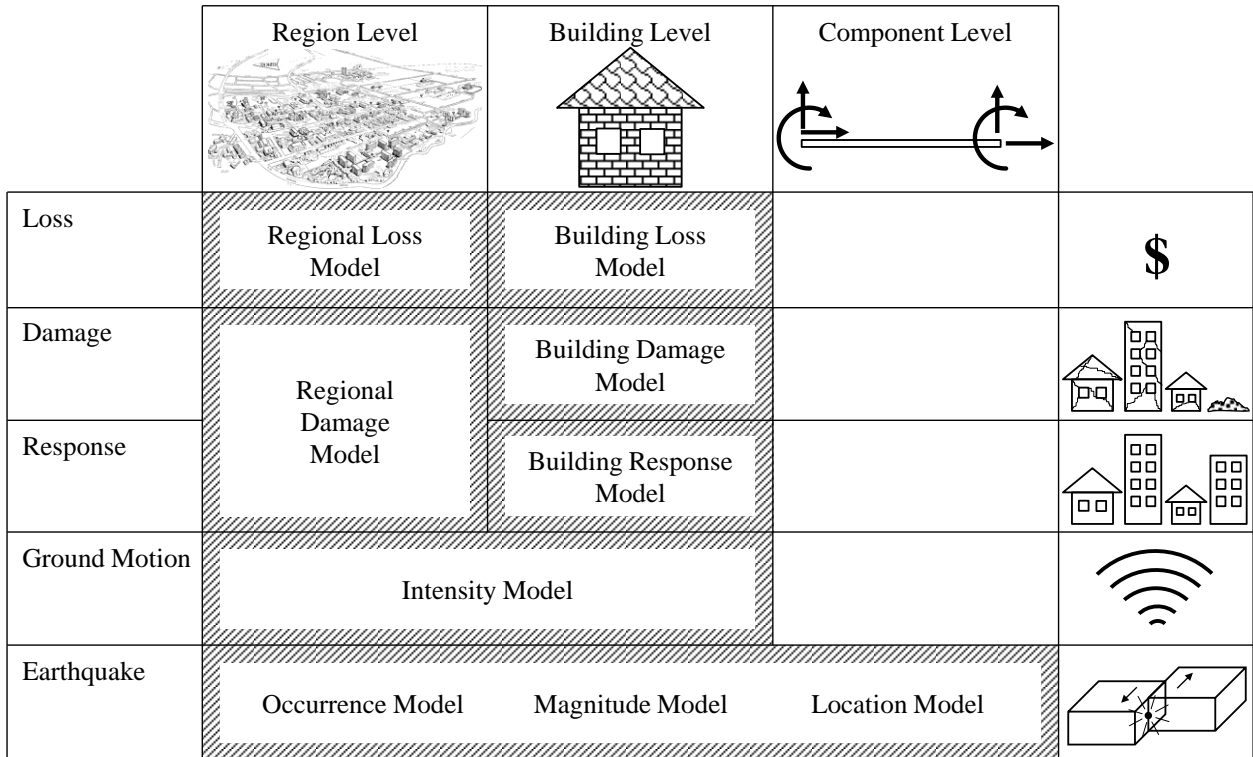 Region Level
Building Level
Component Level
Loss
Regional Loss
Model
Building Loss
Model
$
Damage
Regional
Damage
Model
Building Damage
Model
Response
Building Response
Model
Ground Motion
Intensity Model
Earthquake
Occurrence Model
Magnitude Model
Location Model